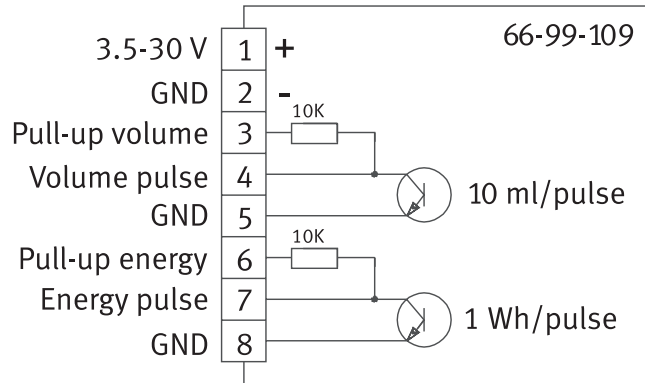 66-99-109
3.5-30 V 1 +
GND 2 -
10K
Pull-up volume 3
Volume pulse 4
10 ml/pulse
GND 5
10K
Pull-up energy 6
Energy pulse 7
1 Wh/pulse
GND 8